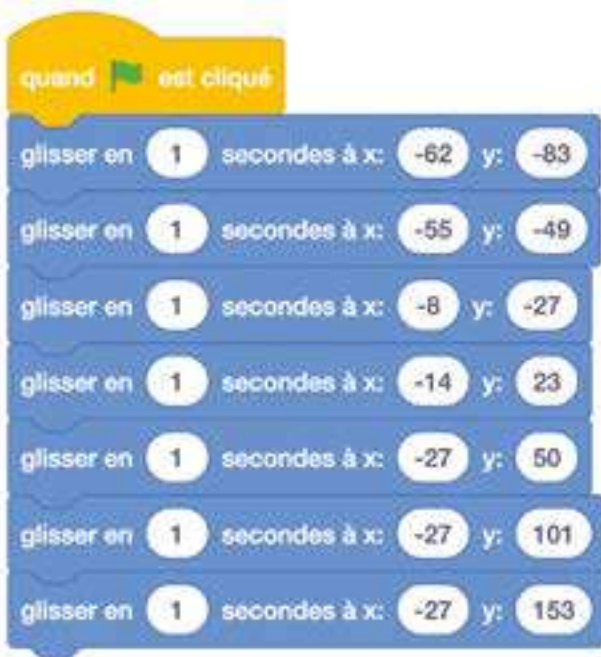 quand est cliqué
glisser en 1 secondes à x: -62 y: -83
glisser en 1 secondes à x: -55 y: -49
glisser en 1 secondes à x: -8 y: -27
glisser en 1 secondes à x: -14 y: 23
glisser en 1 secondes à x: -27 y: 50
glisser en 1 secondes à x: -27 y: 101
glisser en 1 secondes à x: -27 y: 153